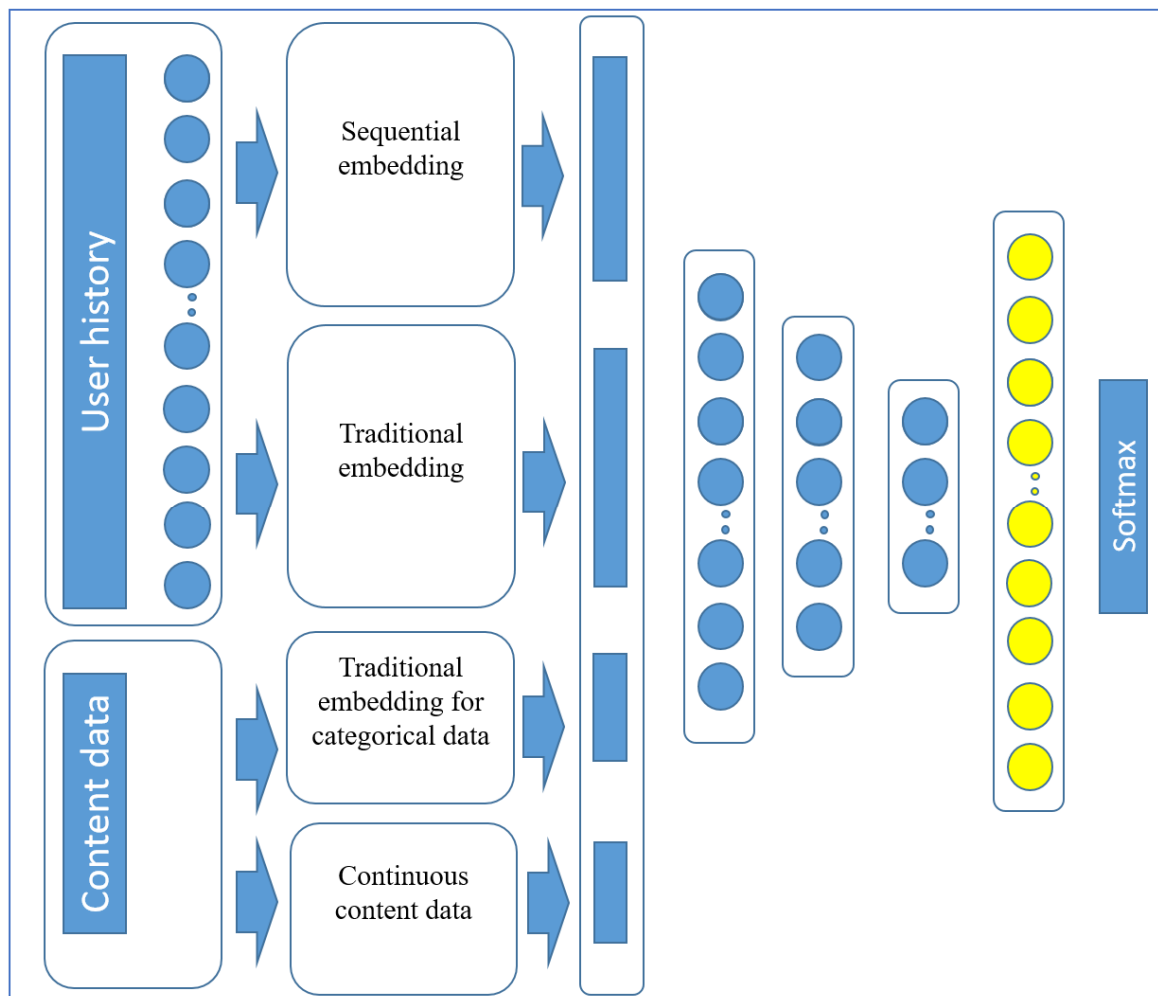 User history
Sequential
embedding
Traditional
embedding
Content data
Traditional
embedding for
categorical data
Continuous
content data
Softmax